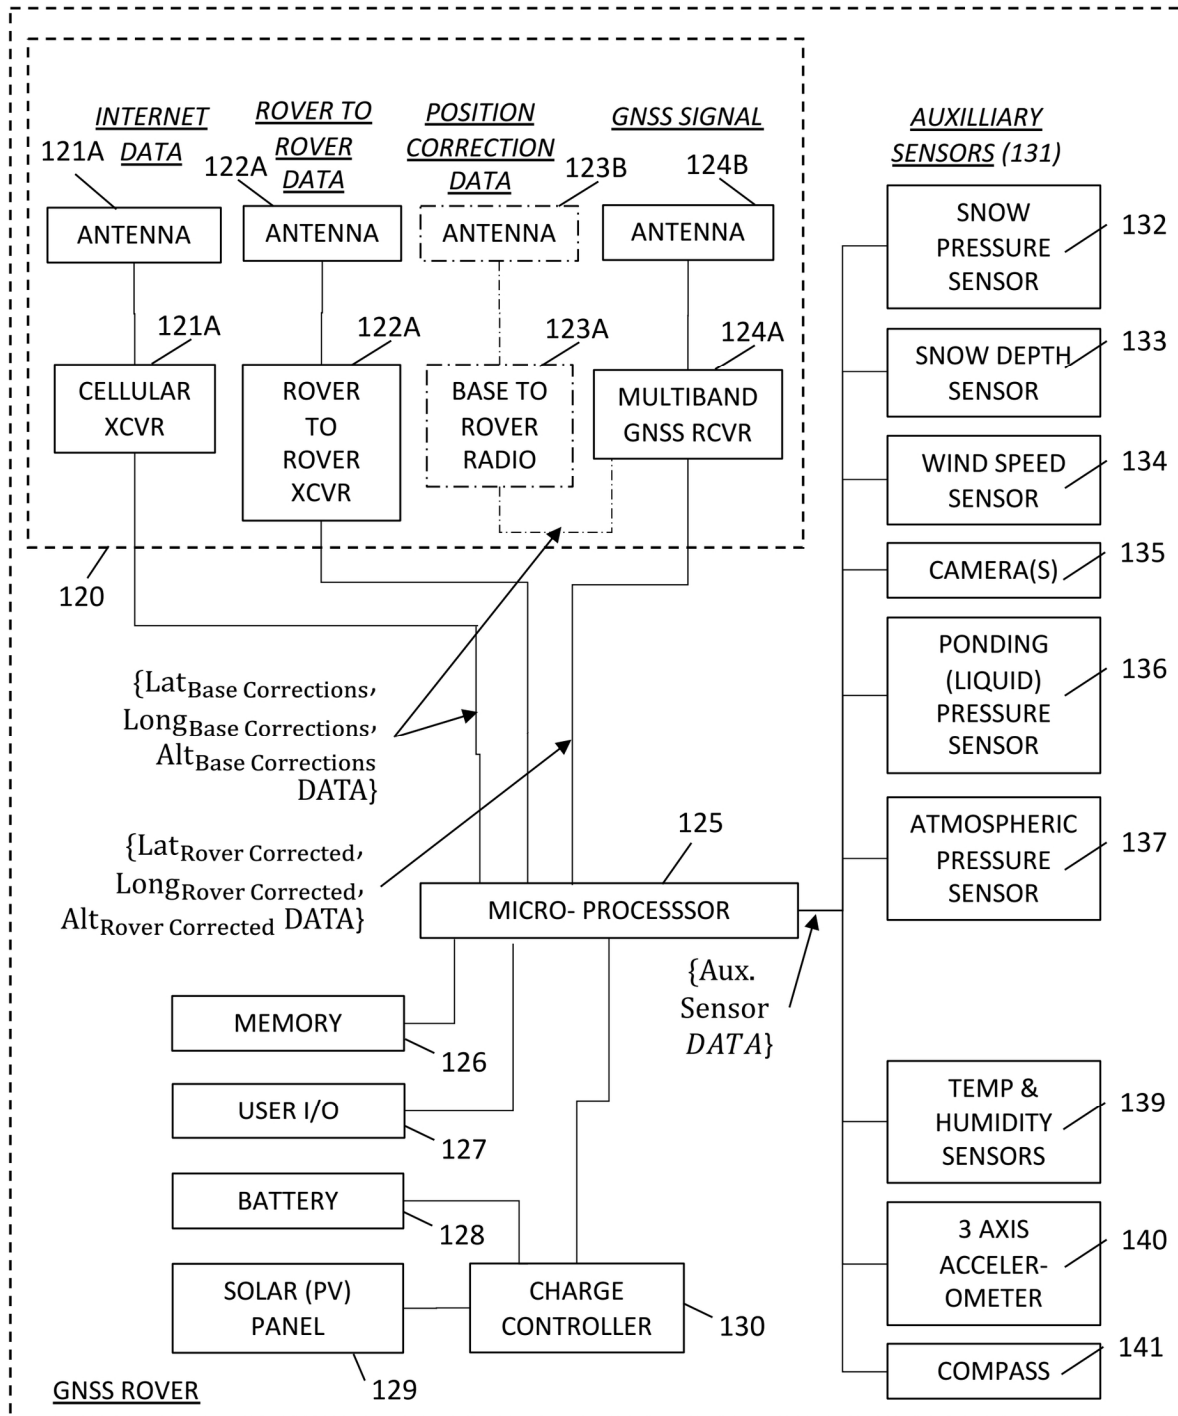 INTERNET
DATA
ROVER TO
ROVER
DATA
POSITION
CORRECTION
DATA
GNSS SIGNAL
AUXILLIARY
SENSORS (131)
121A
122A
123B
124B
ANTENNA
ANTENNA
ANTENNA
ANTENNA
121A
122A
123A
124A
CELLULAR
XCVR
ROVER
TO
ROVER
XCVR
BASE TO
ROVER
RADIO
MULTIBAND
GNSS RCVR
120
SNOW
PRESSURE
SENSOR
132
SNOW DEPTH
SENSOR
133
WIND SPEED
SENSOR
134
CAMERA(S)
135
PONDING
(LIQUID)
PRESSURE
SENSOR
136
ATMOSPHERIC
PRESSURE
SENSOR
137
TEMP &
HUMIDITY
SENSORS
139
3 AXIS
ACCELER-
OMETER
140
COMPASS
141
{LatBase Corrections,
LongBase Corrections,
AltBase Corrections
DATA}
{LatRover Corrected,
LongRover Corrected,
AltRover Corrected DATA}
125
MICRO- PROCESSSOR
{Aux.
Sensor
DATA}
MEMORY
126
USER I/O
127
BATTERY
128
SOLAR (PV)
PANEL
129
CHARGE
CONTROLLER
130
GNSS ROVER